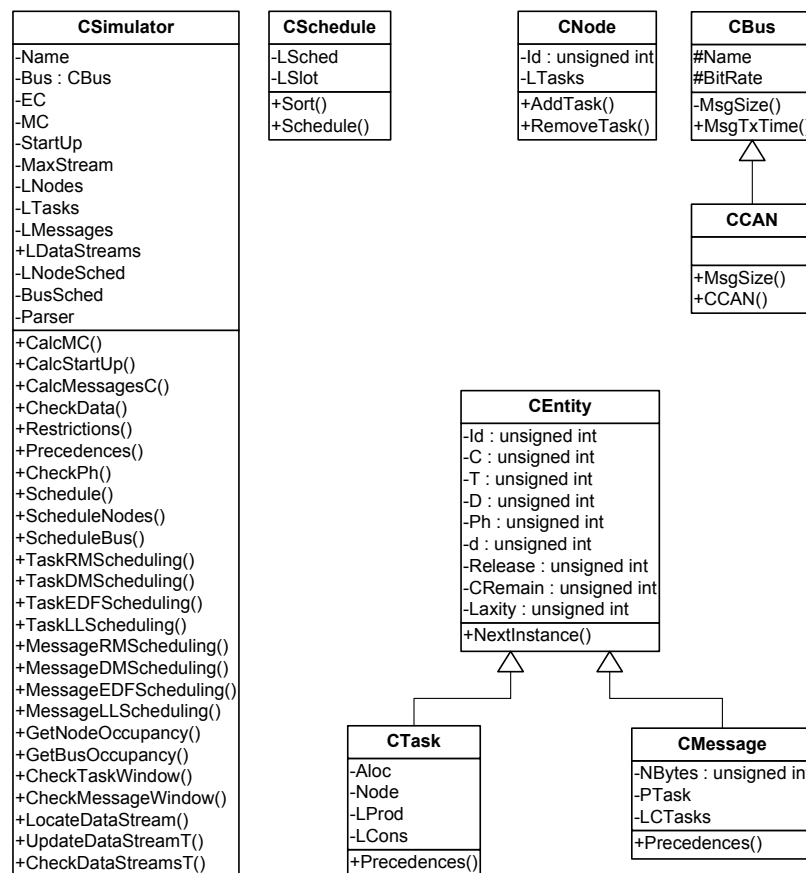 CSimulator
-Name
-Bus : CBus
-EC
-MC
-StartUp
-MaxStream
-LNodes
-LTasks
-LMessages
+LDataStreams
-LNodeSched
-BusSched
-Parser
+CalcMC()
+CalcStartUp()
+CalcMessagesC()
+CheckData()
+Restrictions()
+Precedences()
+CheckPh()
+Schedule()
+ScheduleNodes()
+ScheduleBus()
+TaskRMScheduling()
+TaskDMScheduling()
+TaskEDFScheduling()
+TaskLLScheduling()
+MessageRMScheduling()
+MessageDMScheduling()
+MessageEDFScheduling()
+MessageLLScheduling()
+GetNodeOccupancy()
+GetBusOccupancy()
+CheckTaskWindow()
+CheckMessageWindow()
+LocateDataStream()
+UpdateDataStreamT()
+CheckDataStreamsT()
CSchedule
-LSched
-LSlot
+Sort()
+Schedule()
CNode
-Id : unsigned int
-LTasks
+AddTask()
+RemoveTask()
CBus
#Name
#BitRate
-MsgSize()
+MsgTxTime()
CCAN
+MsgSize()
+CCAN()
CEntity
-Id : unsigned int
-C : unsigned int
-T : unsigned int
-D : unsigned int
-Ph : unsigned int
-d : unsigned int
-Release : unsigned int
-CRemain : unsigned int
-Laxity : unsigned int
+NextInstance()
CTask
-Aloc
-Node
-LProd
-LCons
+Precedences()
CMessage
-NBytes : unsigned int
-PTask
-LCTasks
+Precedences()